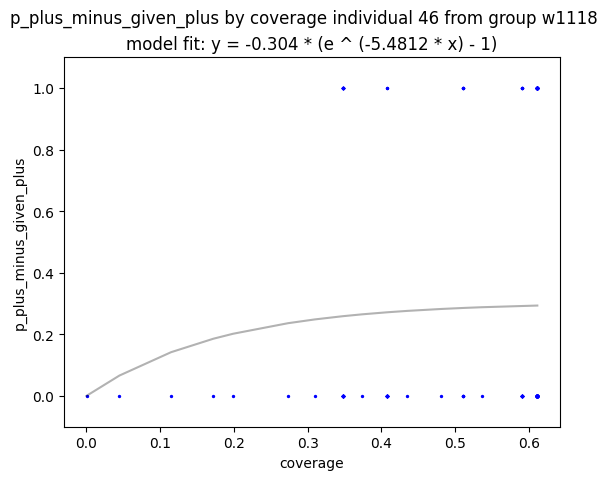 p_plus_minus_given_plus by coverage individual 46 from group w1118
model fit: y = -0.304 * (e ^ (-5.4812 * x) - 1)
1.0
0.8
0.6
0.4
0.2
0.0
p_plus_minus_given_plus
0.0 0.1 0.2 0.3 0.4 0.5 0.6
coverage